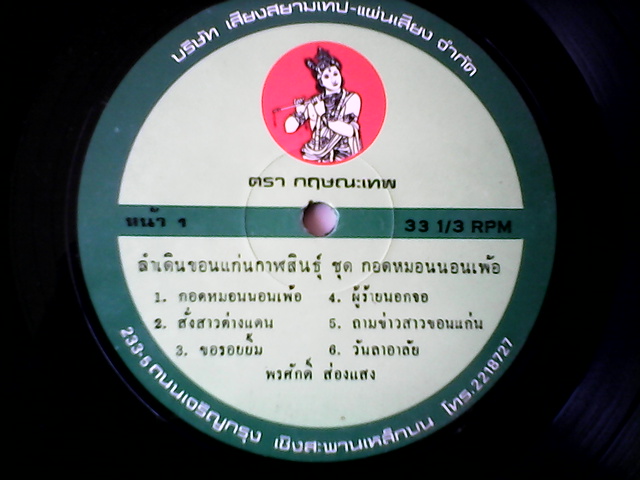 บริษัท เสียงสยามเทป-แผ่นเสียง จำกัด
ตรา กฤษณะเทพ
หน้า 1
33 1/3 RPM
ลำเดินขอนแก่นกาฬสินธุ์ ชุด กอดหมอนนอนเพ้อ
1. กอดหมอนนอนเพ้อ
2. สั่งสาวต่างแดน
3. ขอรอยยิ้ม
4. ผู้ร้ายนอกจอ
5. ถามข่าวสาวขอนแก่น
6. วันลาอาลัย
พรศักดิ์ ส่องแสง
233-5 ถนนเจริญกรุง เชิงสะพานเหล็กบน โทร.2218727